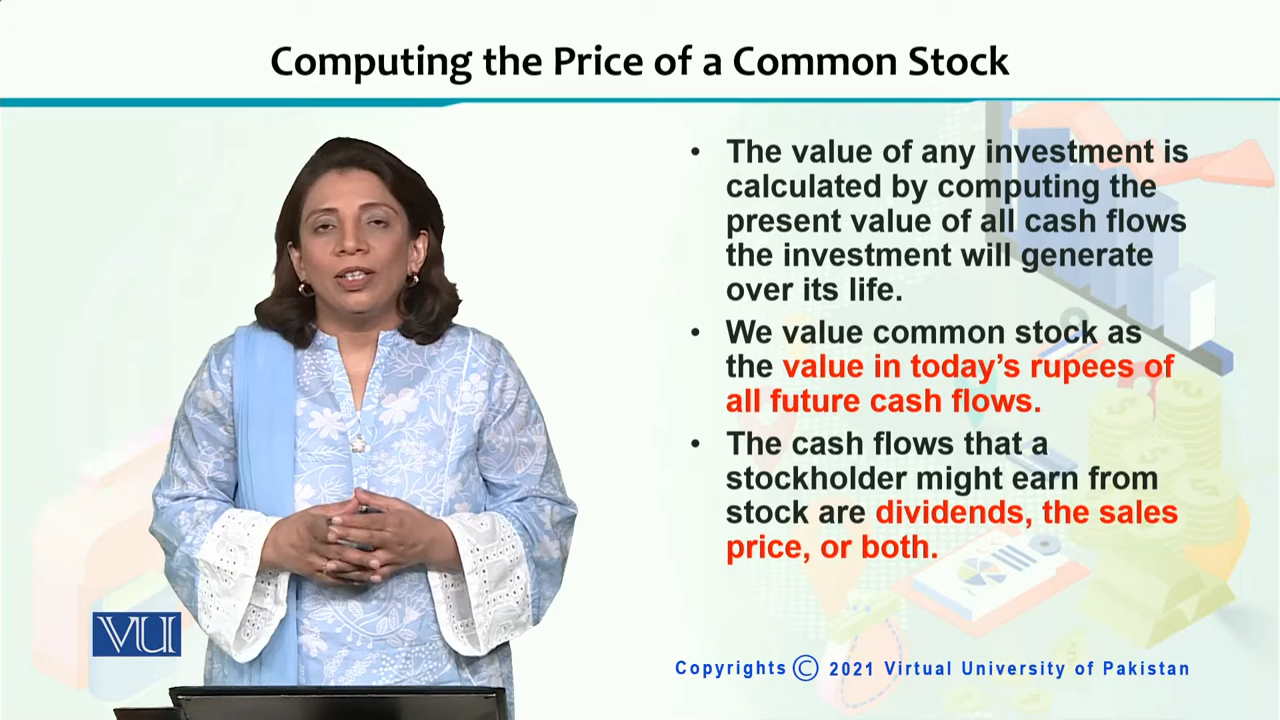 Computing the Price of a Common Stock
• The value of any investment is
calculated by computing the
present value of all cash flows
the investment will generate
over its life.
• We value common stock as
the value in today’s rupees of
all future cash flows.
• The cash flows that a
stockholder might earn from
stock are dividends, the sales
price, or both.
VU
Copyrights © 2021 Virtual University of Pakistan